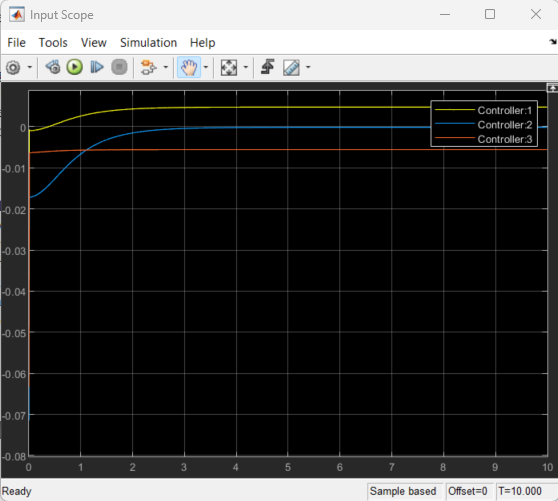 Input Scope
File Tools View Simulation Help
Controller:1
Controller:2
Controller:3
0
-0.01
-0.02
-0.03
-0.04
-0.05
-0.06
-0.07
-0.08
0 1 2 3 4 5 6 7 8 9 10
Ready Sample based Offset=0 T=10.000